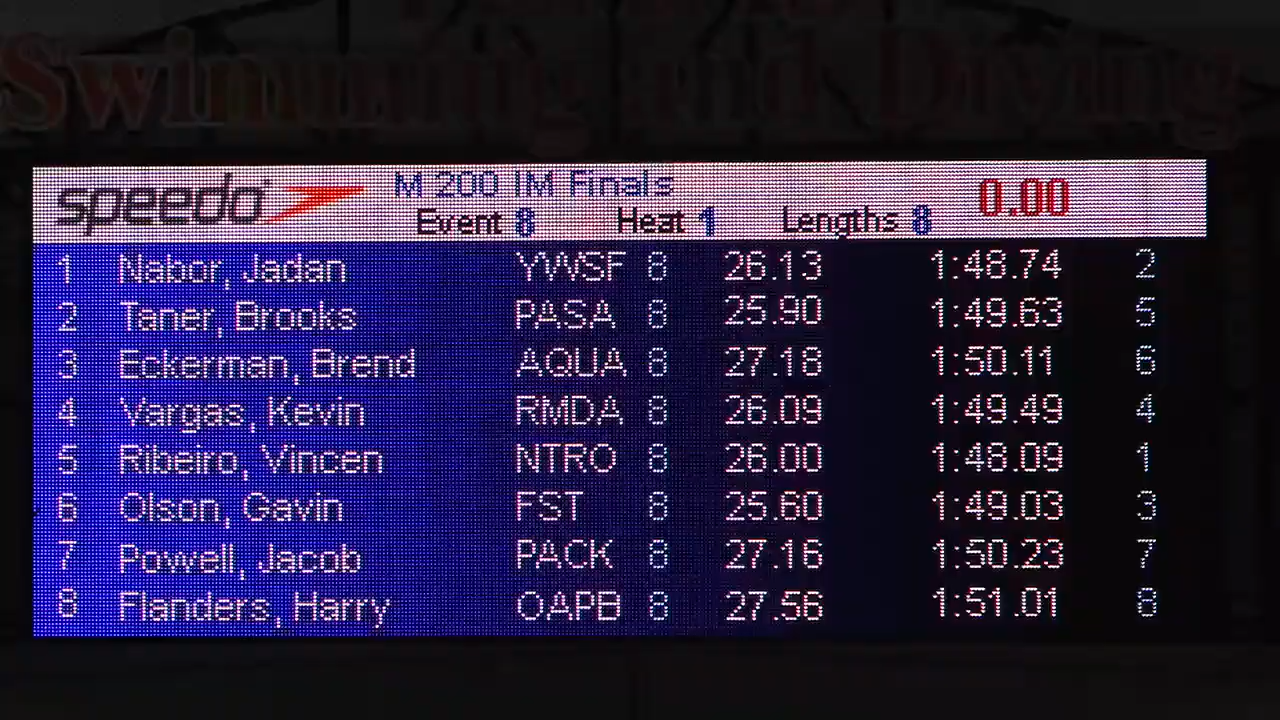 Swimming and Diving
speedo M 200 IM Finals 0.00
Event 8 Heat 1 Lengths 8
1 Nabor, Jadan YWSF 8 26.13 1:48.74 2
2 Taner, Brooks PASA 8 25.90 1:49.63 5
3 Eckerman, Brend AQUA 8 27.18 1:50.11 6
4 Vargas, Kevin RMDA 8 26.09 1:49.49 4
5 Ribeiro, Vincen NTRO 8 26.00 1:48.09 1
6 Olson, Gavin FST 8 25.60 1:49.03 3
7 Powell, Jacob PACK 8 27.16 1:50.23 7
8 Flanders, Harry OAPB 8 27.56 1:51.01 8